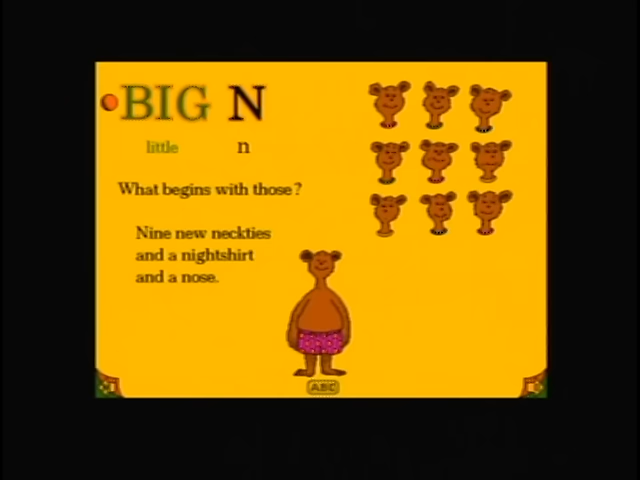 BIG N
little n
What begins with those?
Nine new neckties
and a nightshirt
and a nose.
ABC